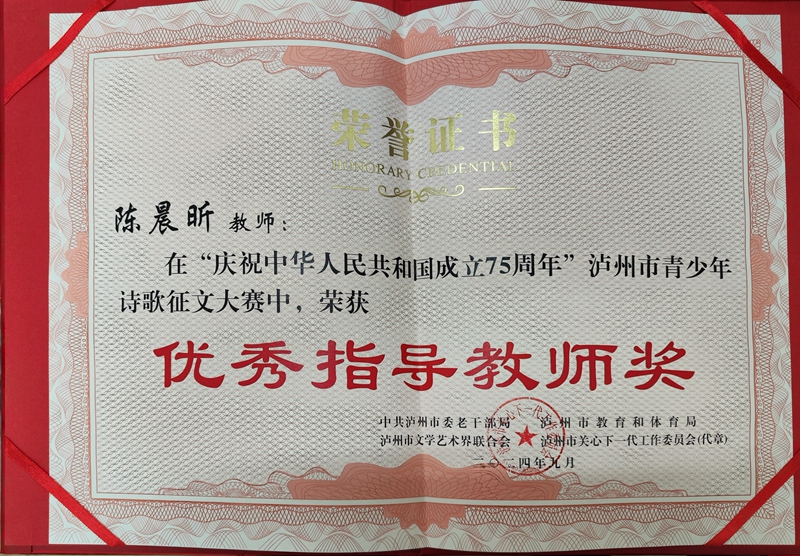 荣誉证书
HONORARY CREDENTIAL
陈晨昕 教师：
在“庆祝中华人民共和国成立75周年”泸州市青少年
诗歌征文大赛中，荣获
优秀指导教师奖
中共泸州市委老干部局 泸州市教育和体育局
泸州市文学艺术界联合会 泸州市关心下一代工作委员会(代章)
二〇二四年九月